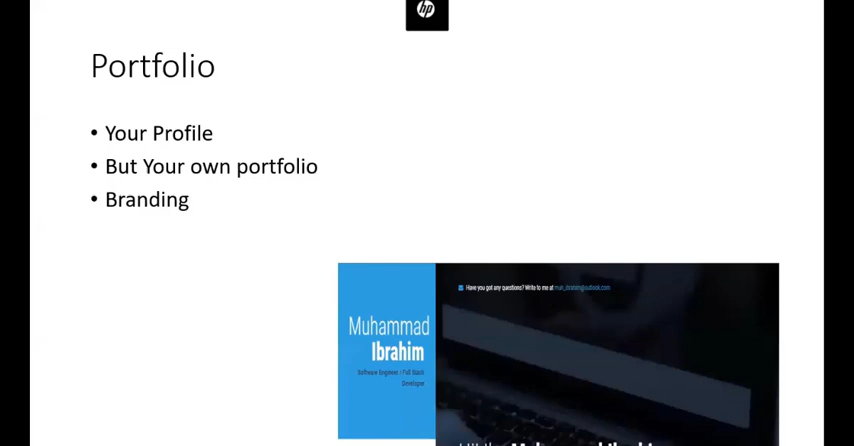 hp
Portfolio
• Your Profile
• But Your own portfolio
• Branding
Have you got any questions? Write to me at
Muhammad
Ibrahim
Software Engineer / Full Stack
Developer